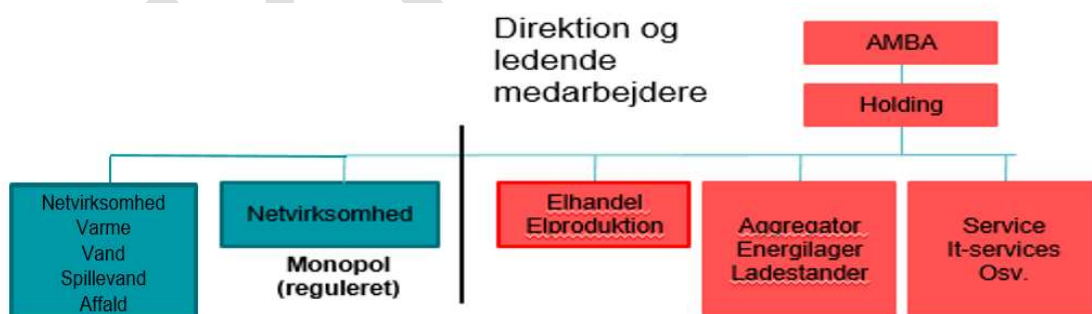 Direktion og
ledende
medarbejdere
AMBA
Holding
Netvirksomhed
Varme
Vand
Spillevand
Affald
Netvirksomhed
Monopol
(reguleret)
Elhandel
Elproduktion
Aggregator
Energilager
Ladestander
Service
It-services
Osv.